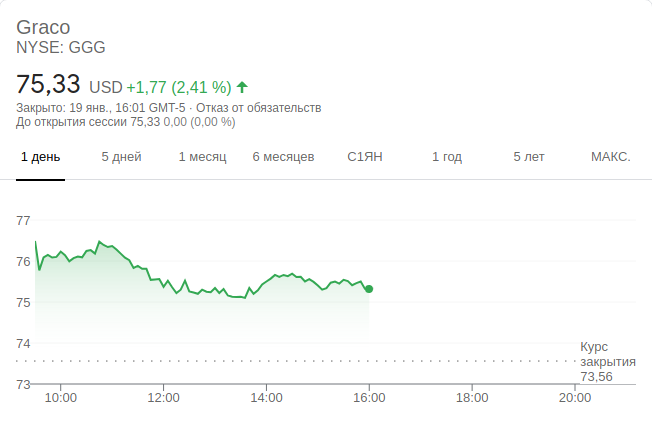 Graco
NYSE: GGG
75,33 USD +1,77 (2,41 %)
Закрыто: 19 янв., 16:01 GMT-5 · Отказ от обязательств
До открытия сессии 75,33 0,00 (0,00 %)
1 день 5 дней 1 месяц 6 месяцев С1ЯН 1 год 5 лет МАКС.
77
76
75
74
Курс
закрытия
73,56
73
10:00 12:00 14:00 16:00 18:00 20:00